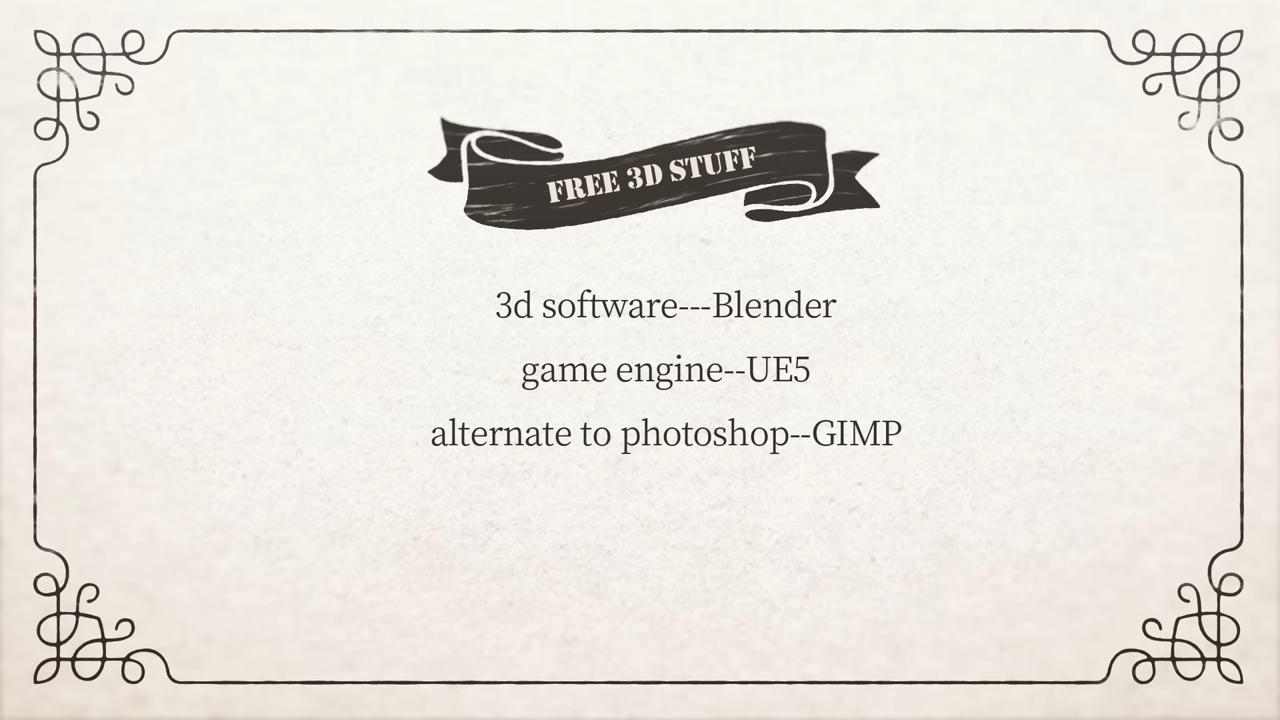 FREE 3D STUFF
3d software---Blender
game engine--UE5
alternate to photoshop--GIMP